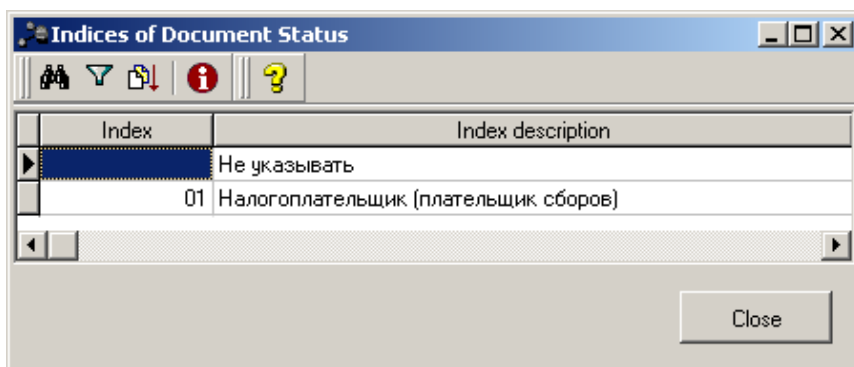 Indices of Document Status
Index Index description
Не указывать
01 Налогоплательщик (плательщик сборов)
Close